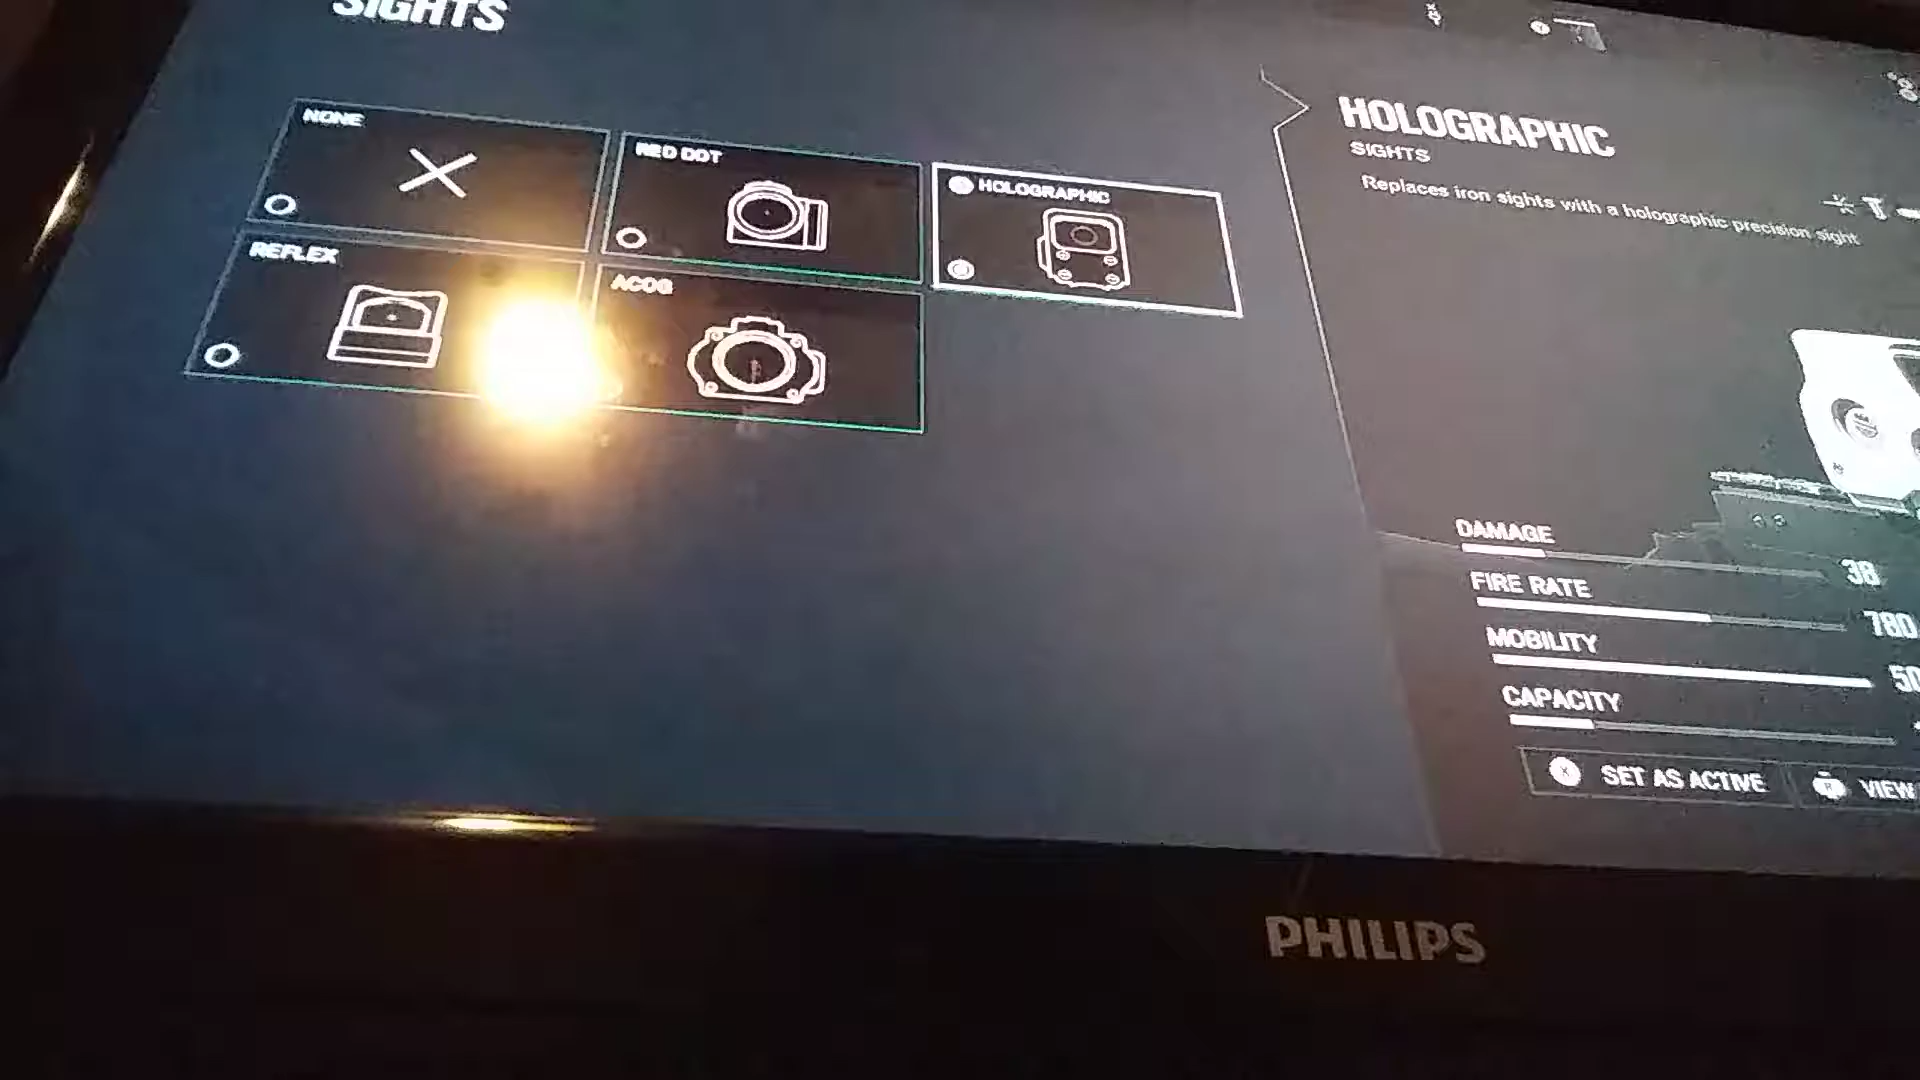 SIGHTS
NONE
RED DOT
HOLOGRAPHIC
REFLEX
ACOG
HOLOGRAPHIC
SIGHTS
Replaces iron sights with a holographic precision sight
DAMAGE
38
FIRE RATE
780
MOBILITY
50
CAPACITY
X SET AS ACTIVE
R VIEW
PHILIPS